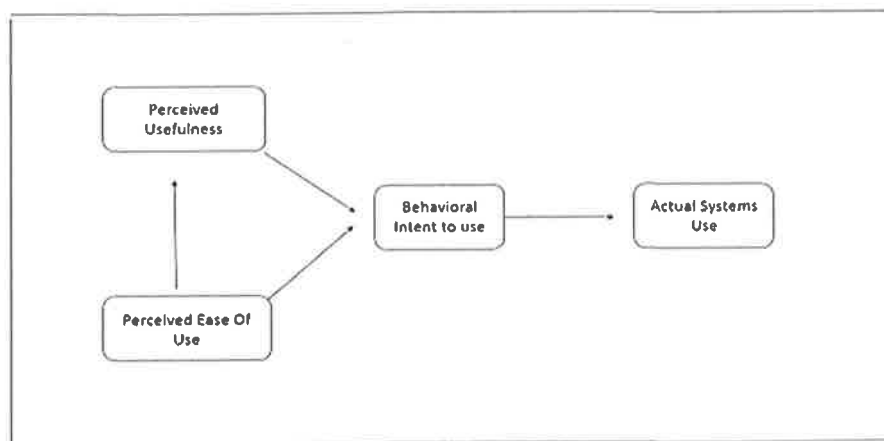 Perceived
Usefulness
Behavioral
Intent to use
Actual Systems
Use
Perceived Ease Of
Use